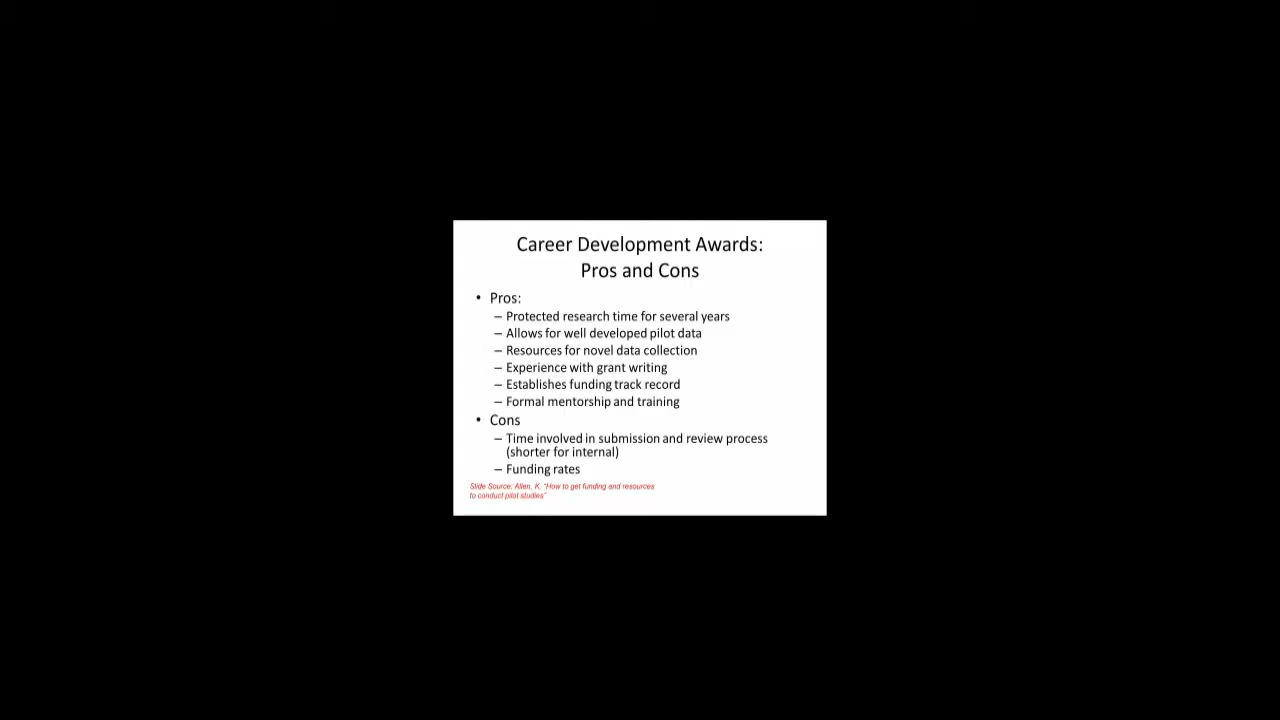 Career Development Awards:
Pros and Cons
• Pros:
– Protected research time for several years
– Allows for well developed pilot data
– Resources for novel data collection
– Experience with grant writing
– Establishes funding track record
– Formal mentorship and training
• Cons
– Time involved in submission and review process
(shorter for internal)
– Funding rates
Slide Source: Allen, K. "How to get funding and resources
to conduct pilot studies"